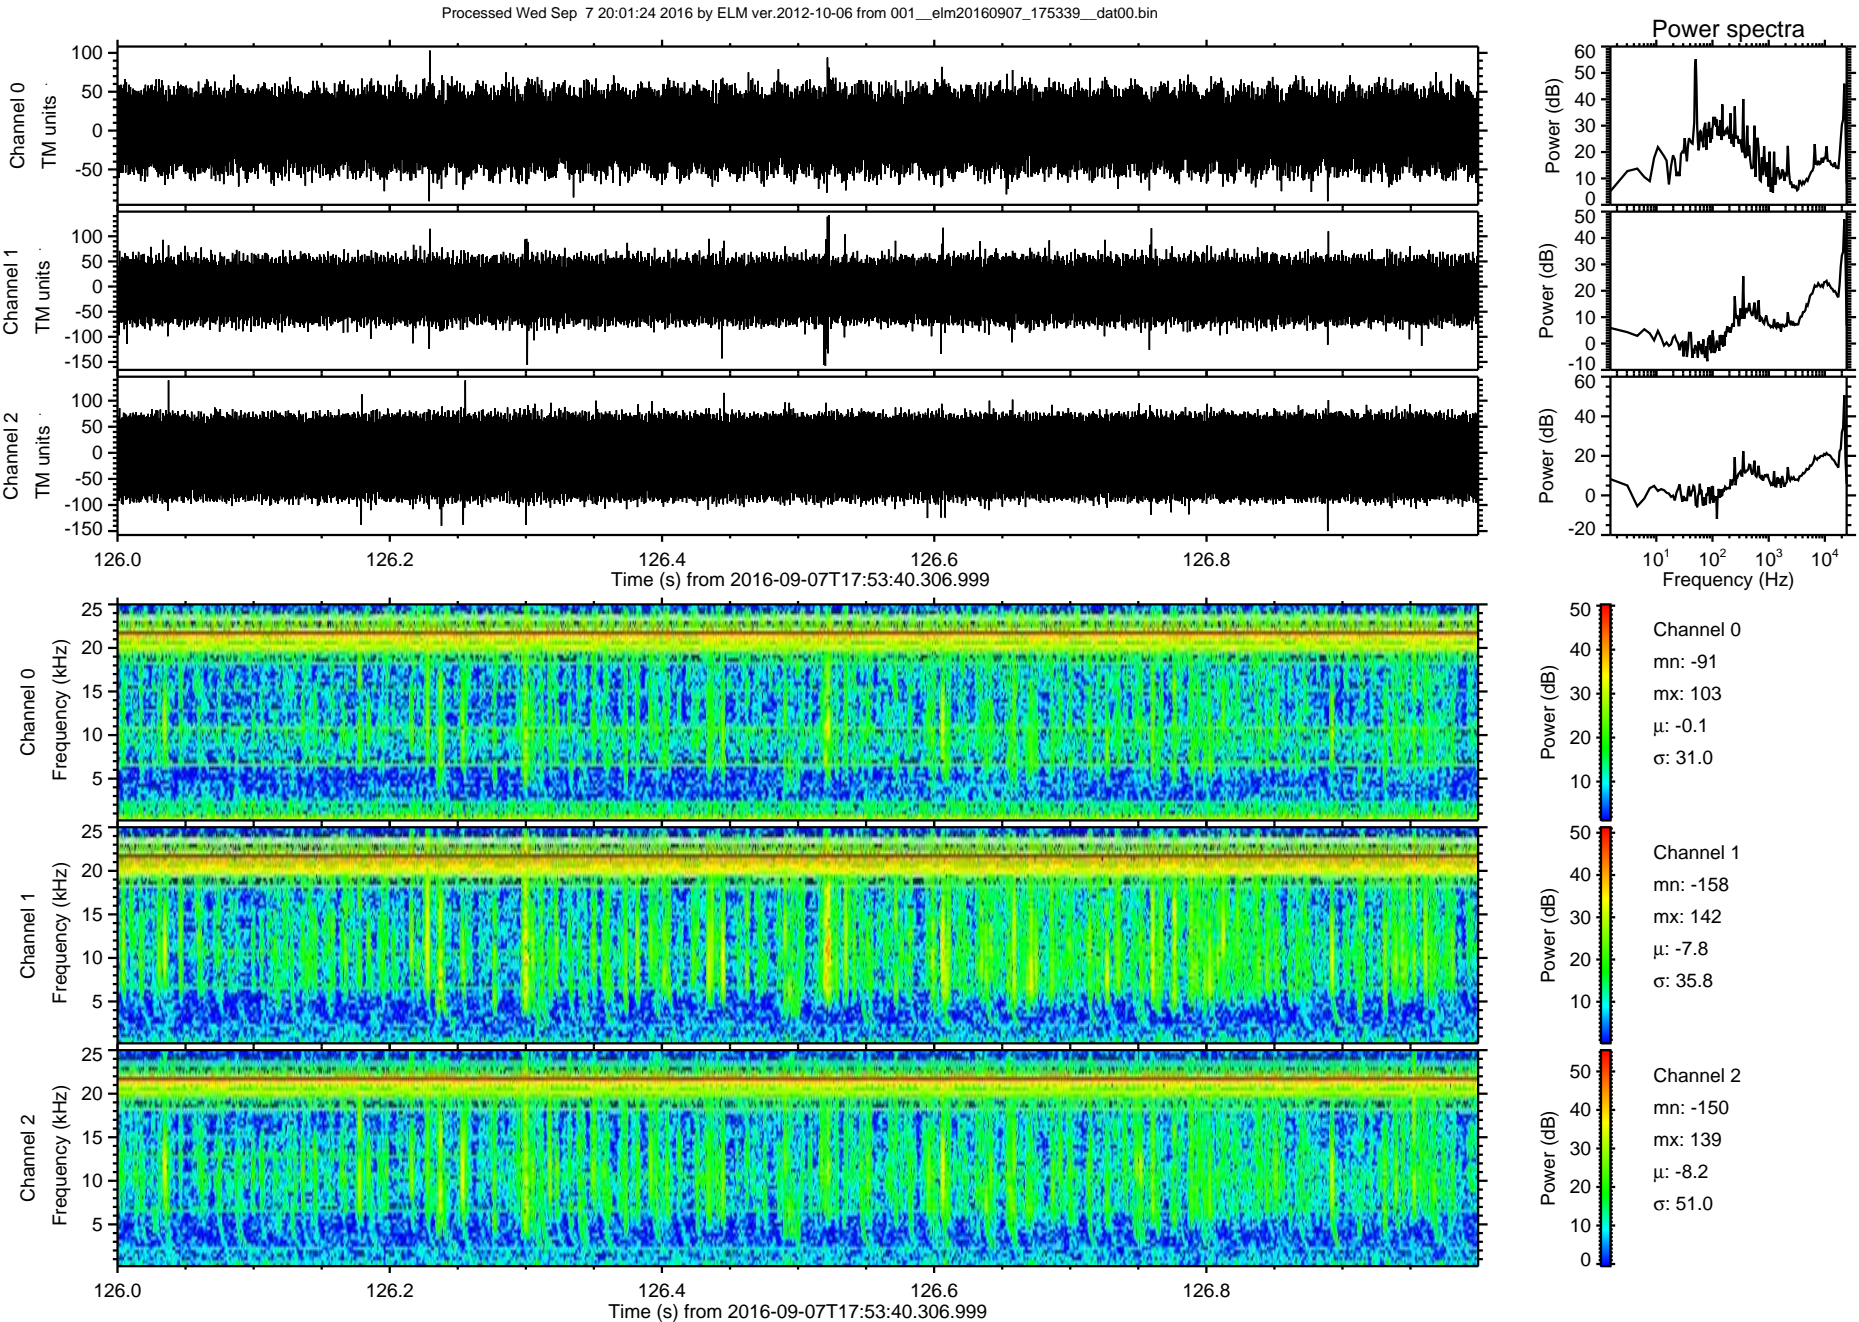 Processed Wed Sep  7 20:01:24 2016 by ELM ver.2012-10-06 from 001__elm20160907_175339__dat00.bin
Power spectra
Channel 0
TM units
100
50
0
-50
Power (dB)
60
50
40
30
20
10
0
Channel 1
TM units
100
50
0
-50
-100
-150
Power (dB)
50
40
30
20
10
0
-10
Channel 2
TM units
100
50
0
-50
-100
-150
Power (dB)
60
40
20
0
-20
126.0 126.2 126.4 126.6 126.8
Time (s) from 2016-09-07T17:53:40.306.999
10^1 10^2 10^3 10^4
Frequency (Hz)
Channel 0
Frequency (kHz)
25
20
15
10
5
Power (dB)
50
40
30
20
10
Channel 0
mn: -91
mx: 103
μ: -0.1
σ: 31.0
Channel 1
Frequency (kHz)
25
20
15
10
5
Power (dB)
50
40
30
20
10
Channel 1
mn: -158
mx: 142
μ: -7.8
σ: 35.8
Channel 2
Frequency (kHz)
25
20
15
10
5
Power (dB)
50
40
30
20
10
0
Channel 2
mn: -150
mx: 139
μ: -8.2
σ: 51.0
126.0 126.2 126.4 126.6 126.8
Time (s) from 2016-09-07T17:53:40.306.999